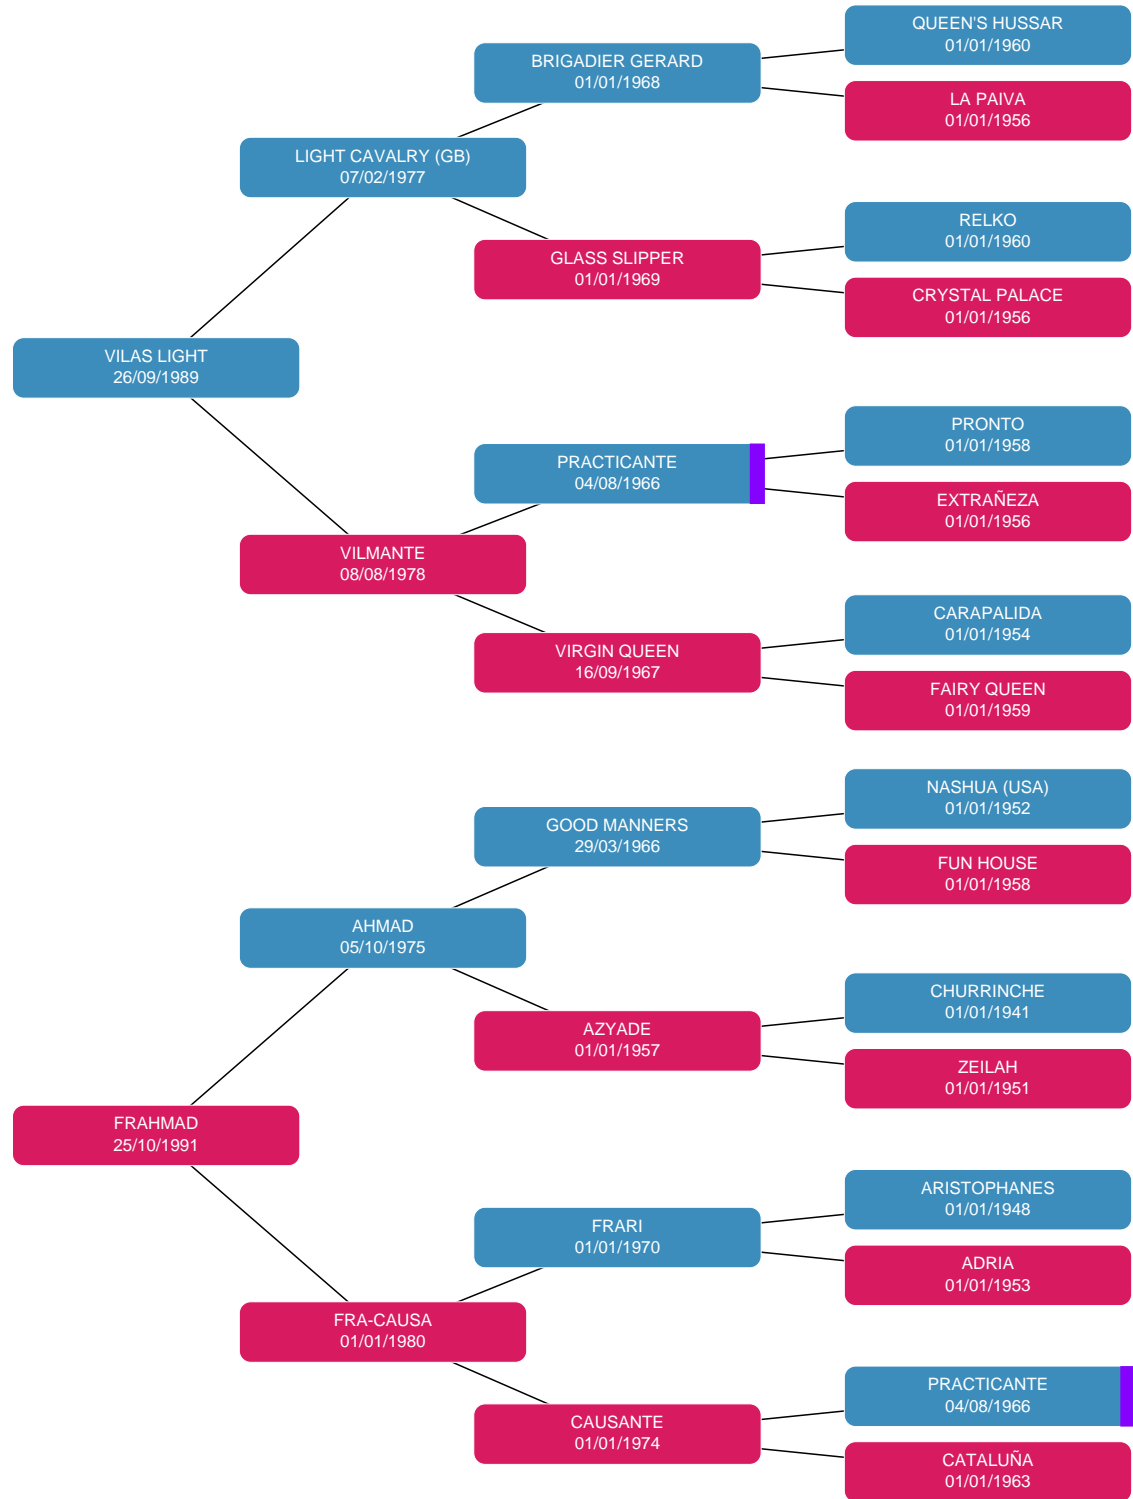 QUEEN'S HUSSAR
01/01/1960
BRIGADIER GERARD
01/01/1968
LA PAIVA
01/01/1956
LIGHT CAVALRY (GB)
07/02/1977
RELKO
01/01/1960
GLASS SLIPPER
01/01/1969
CRYSTAL PALACE
01/01/1956
VILAS LIGHT
26/09/1989
PRONTO
01/01/1958
PRACTICANTE
04/08/1966
EXTRAÑEZA
01/01/1956
VILMANTE
08/08/1978
CARAPALIDA
01/01/1954
VIRGIN QUEEN
16/09/1967
FAIRY QUEEN
01/01/1959
NASHUA (USA)
01/01/1952
GOOD MANNERS
29/03/1966
FUN HOUSE
01/01/1958
AHMAD
05/10/1975
CHURRINCHE
01/01/1941
AZYADE
01/01/1957
ZEILAH
01/01/1951
FRAHMAD
25/10/1991
ARISTOPHANES
01/01/1948
FRARI
01/01/1970
ADRIA
01/01/1953
FRA-CAUSA
01/01/1980
PRACTICANTE
04/08/1966
CAUSANTE
01/01/1974
CATALUÑA
01/01/1963